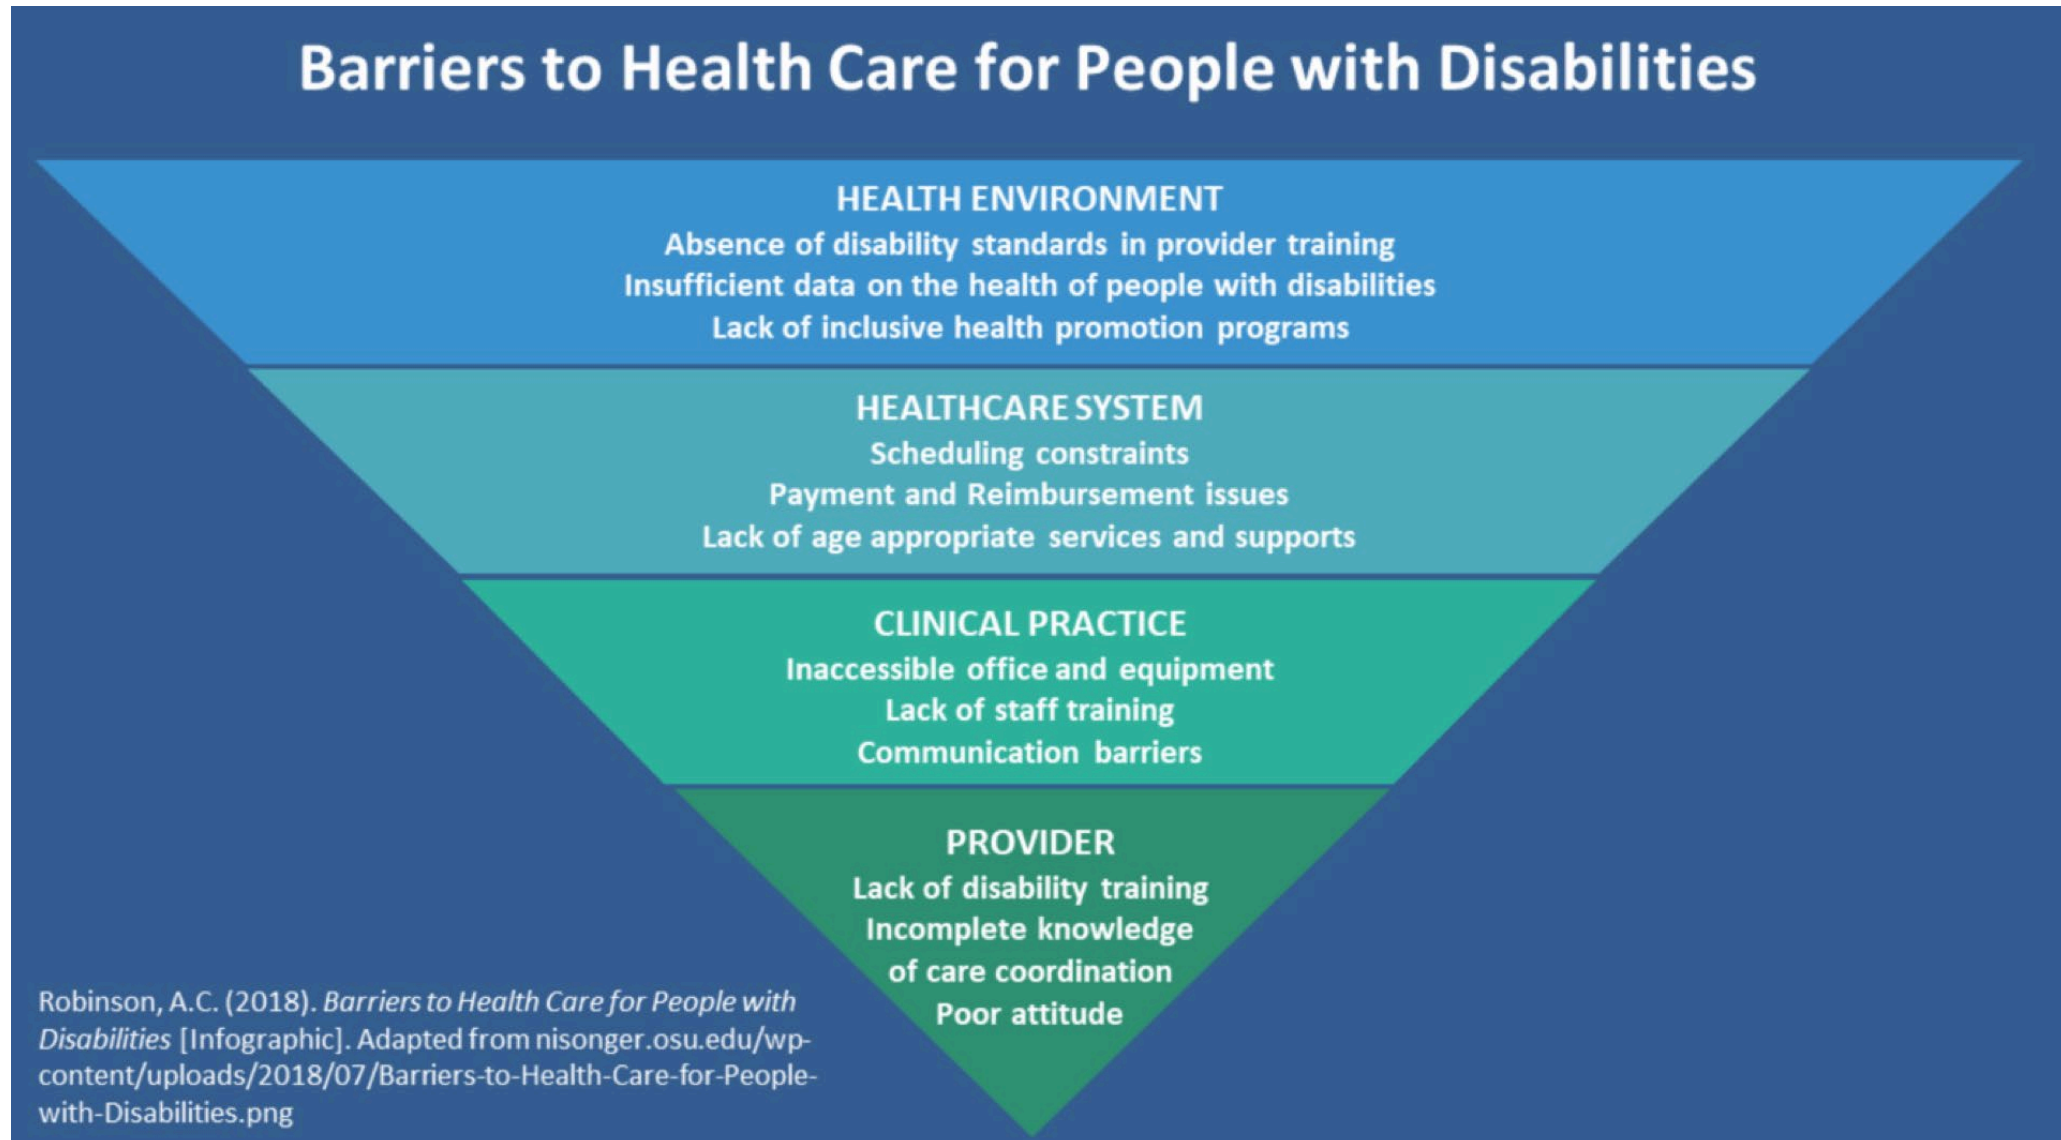 Barriers to Health Care for People with Disabilities
HEALTH ENVIRONMENT
Absence of disability standards in provider training
Insufficient data on the health of people with disabilities
Lack of inclusive health promotion programs
HEALTHCARE SYSTEM
Scheduling constraints
Payment and Reimbursement issues
Lack of age appropriate services and supports
CLINICAL PRACTICE
Inaccessible office and equipment
Lack of staff training
Communication barriers
PROVIDER
Lack of disability training
Incomplete knowledge
of care coordination
Poor attitude
Robinson, A.C. (2018). Barriers to Health Care for People with
Disabilities [Infographic]. Adapted from nisonger.osu.edu/wp-
content/uploads/2018/07/Barriers-to-Health-Care-for-People-
with-Disabilities.png